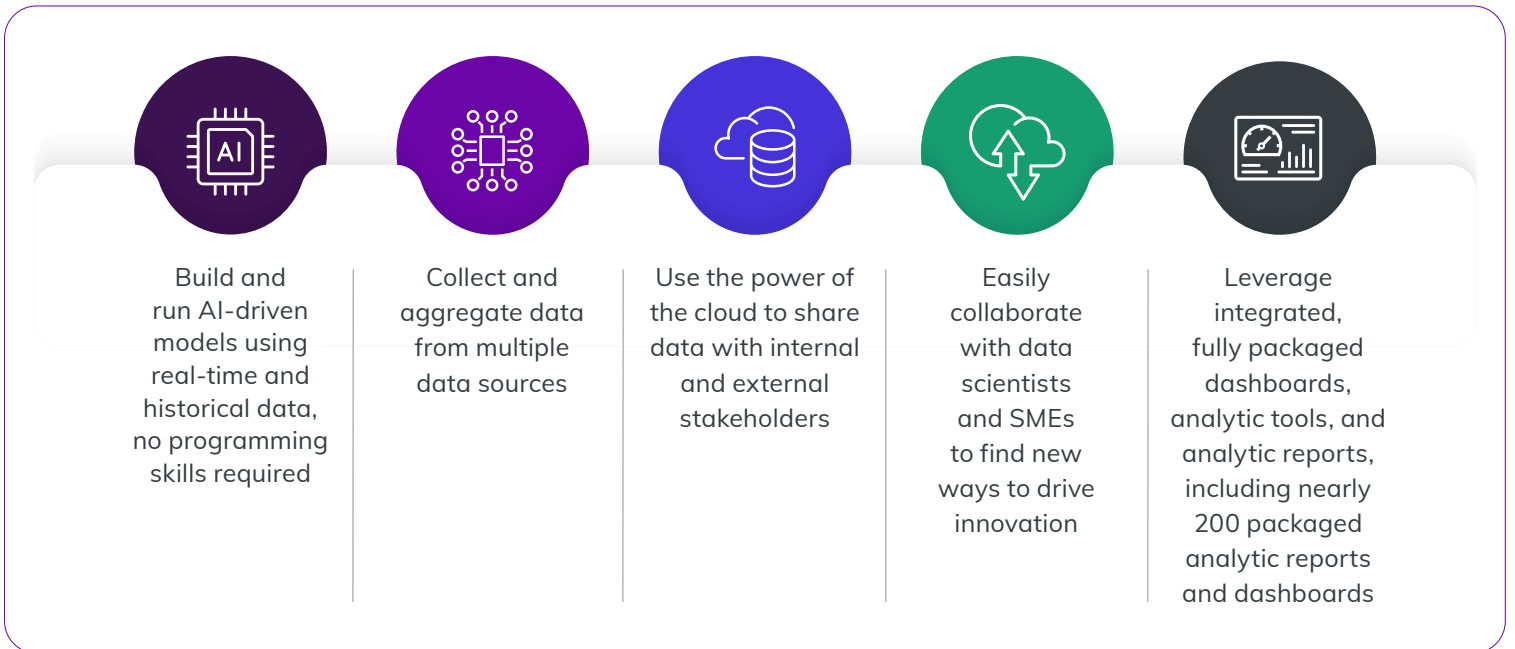 AI
Build and
run AI-driven
models using
real-time and
historical data,
no programming
skills required
Collect and
aggregate data
from multiple
data sources
Use the power of
the cloud to share
data with internal
and external
stakeholders
Easily
collaborate
with data
scientists
and SMEs
to find new
ways to drive
innovation
Leverage
integrated,
fully packaged
dashboards,
analytic tools, and
analytic reports,
including nearly
200 packaged
analytic reports
and dashboards